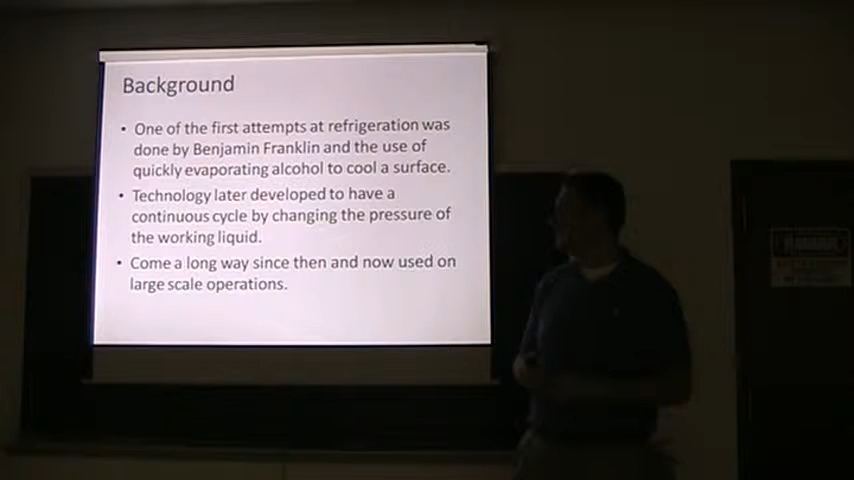 Background
• One of the first attempts at refrigeration was
done by Benjamin Franklin and the use of
quickly evaporating alcohol to cool a surface.
• Technology later developed to have a
continuous cycle by changing the pressure of
the working liquid.
• Come a long way since then and now used on
large scale operations.